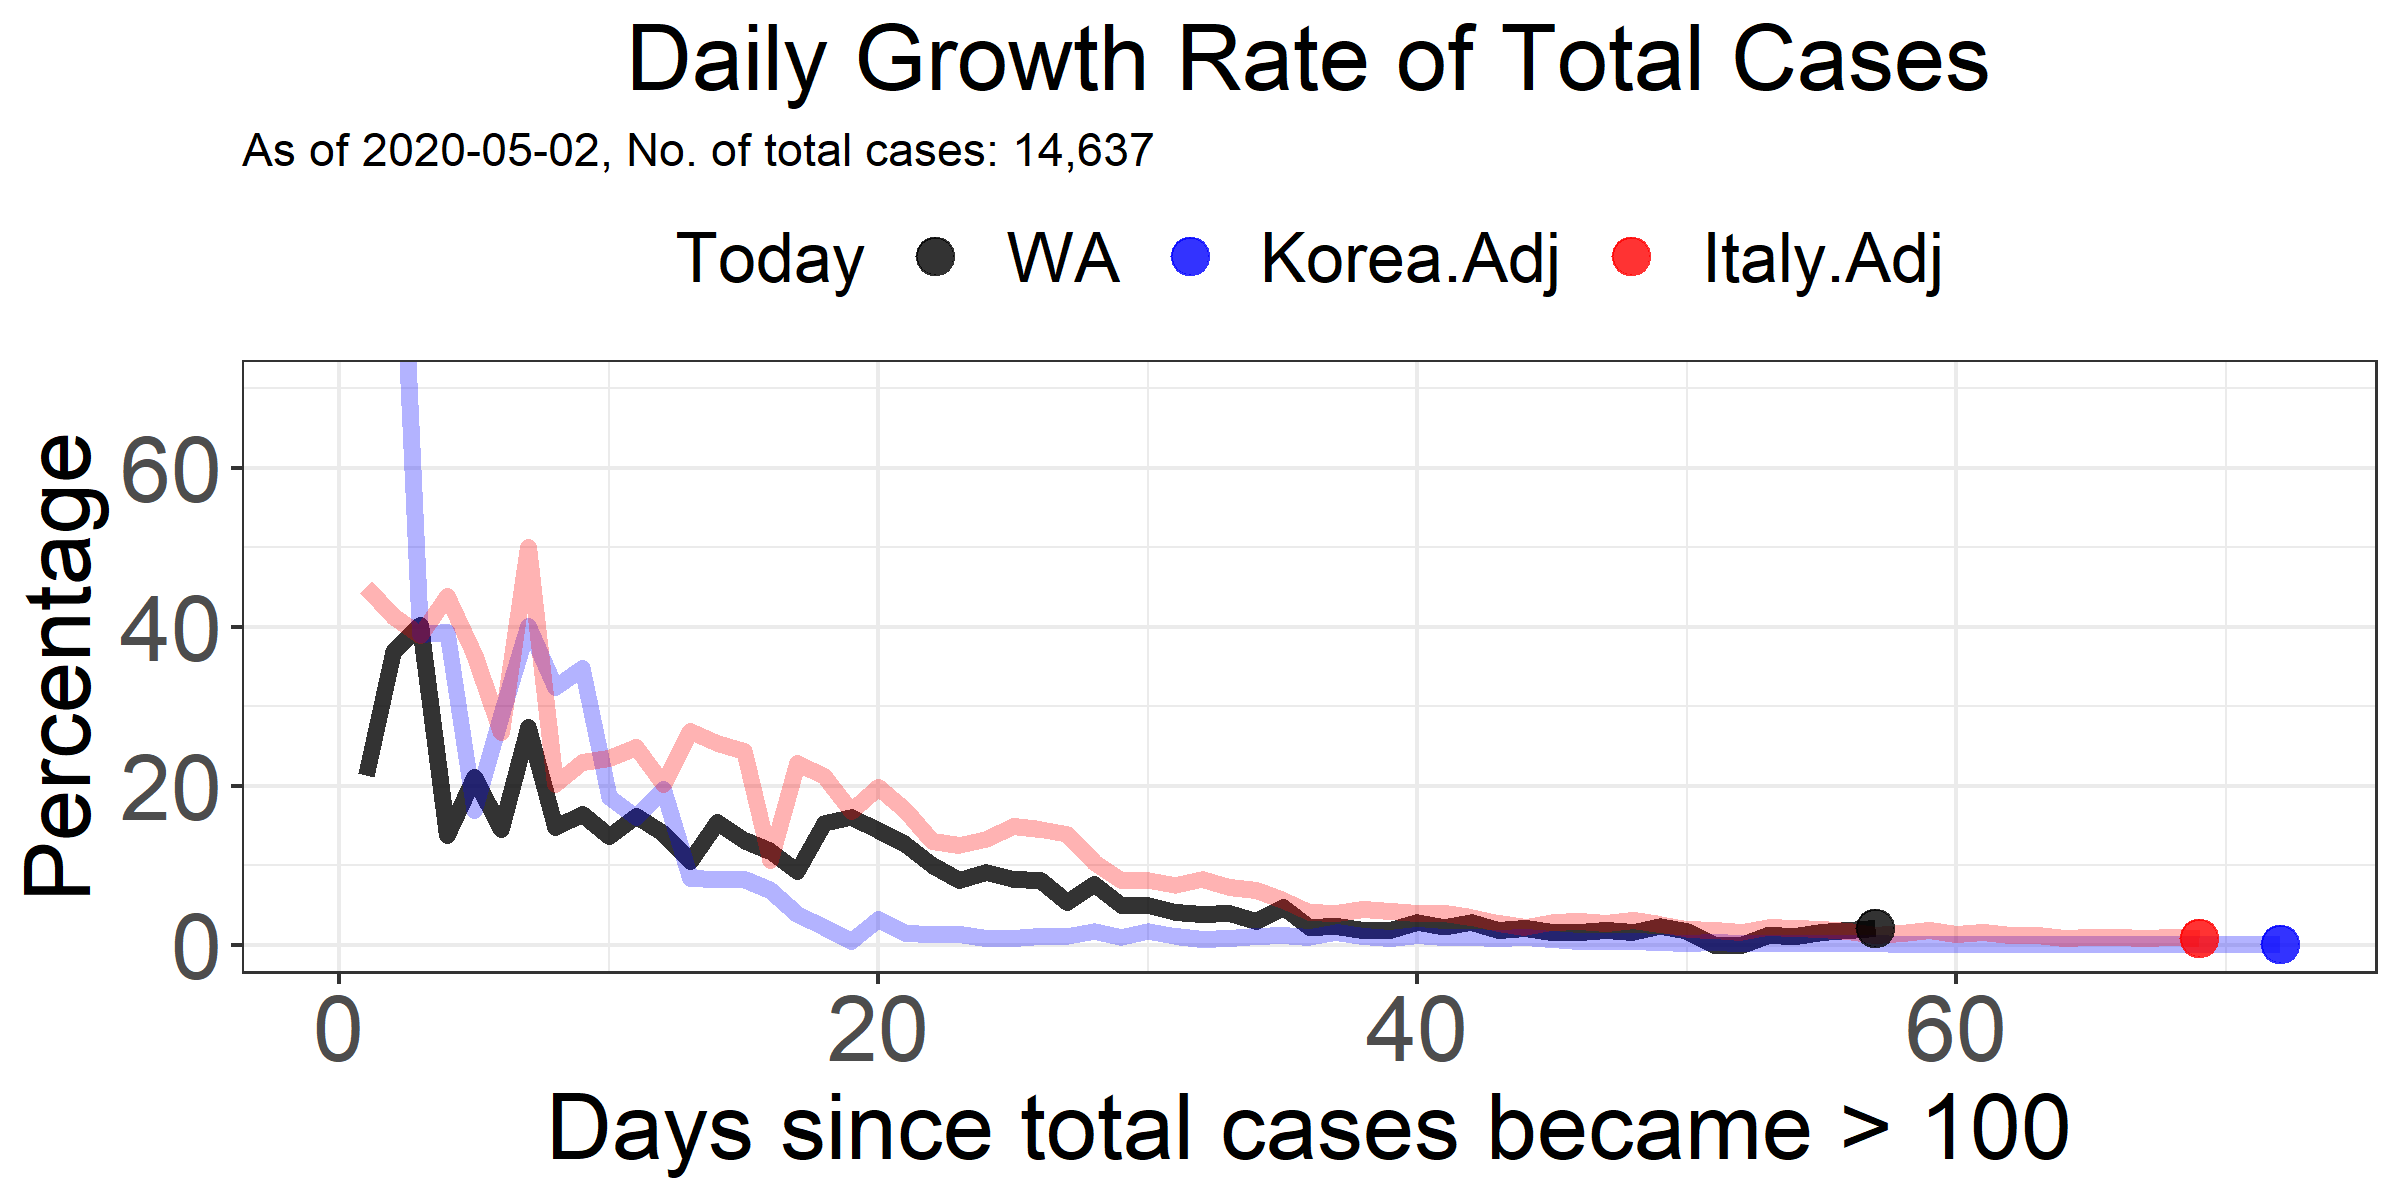 Daily Growth Rate of Total Cases
As of 2020-05-02, No. of total cases: 14,637
Today WA Korea.Adj Italy.Adj
Percentage
60
40
20
0
0 20 40 60
Days since total cases became > 100